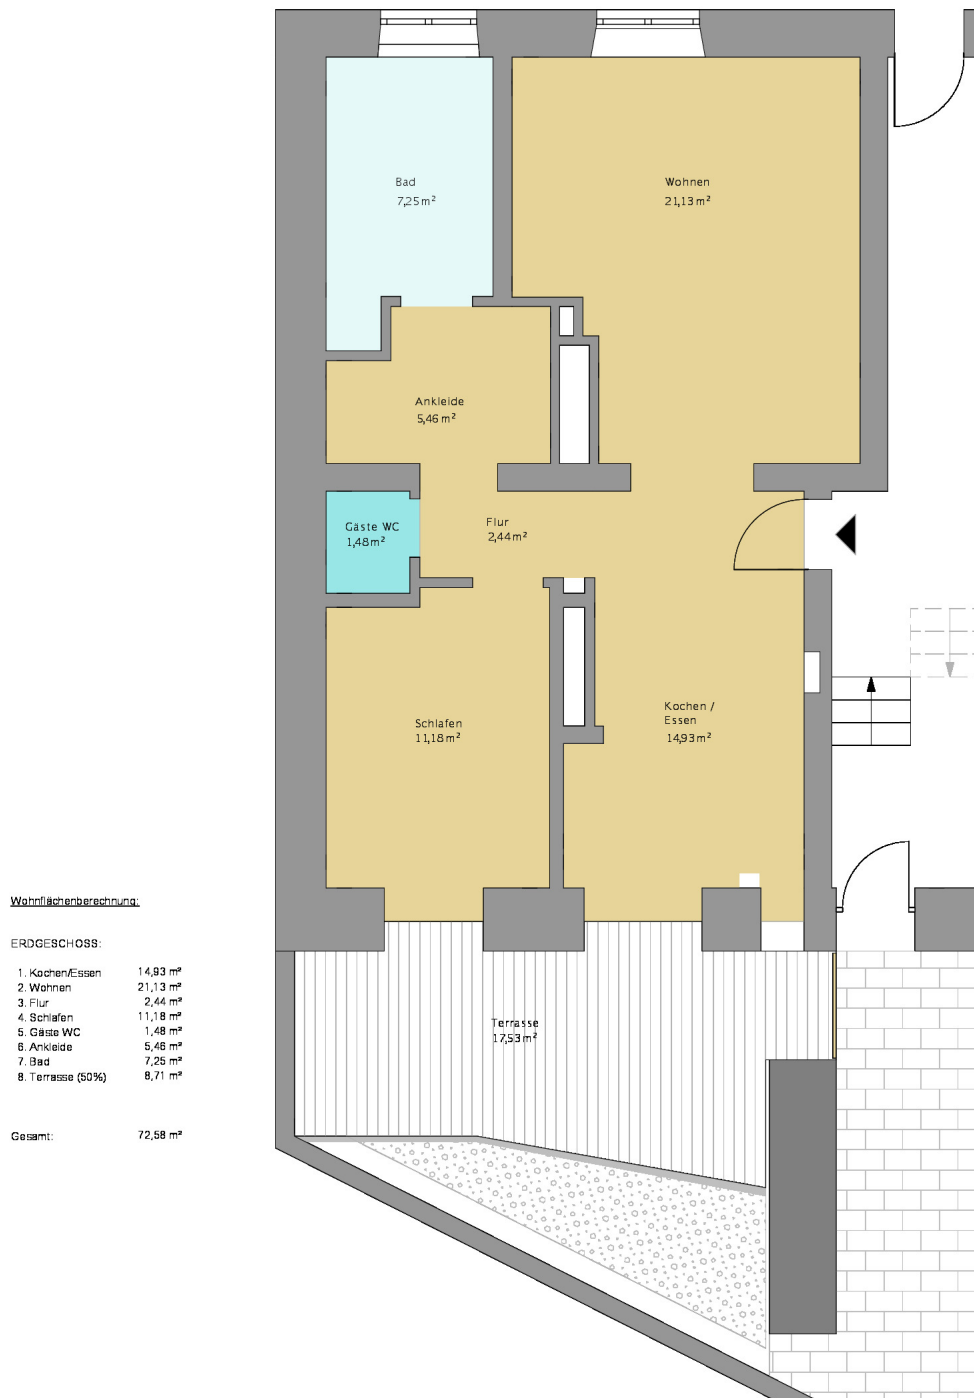 Bad
7,25 m²
Wohnen
21,13 m²
Ankleide
5,46 m²
Gäste WC
1,48 m²
Flur
2,44 m²
Schlafen
11,18 m²
Kochen /
Essen
14,93 m²
Terrasse
17,53 m²
Wohnflächenberechnung:
ERDGESCHOSS:
1. Kochen/Essen 14,93 m²
2. Wohnen 21,13 m²
3. Flur 2,44 m²
4. Schlafen 11,18 m²
5. Gäste WC 1,48 m²
6. Ankleide 5,46 m²
7. Bad 7,25 m²
8. Terrasse (50%) 8,71 m²
Gesamt: 72,58 m²